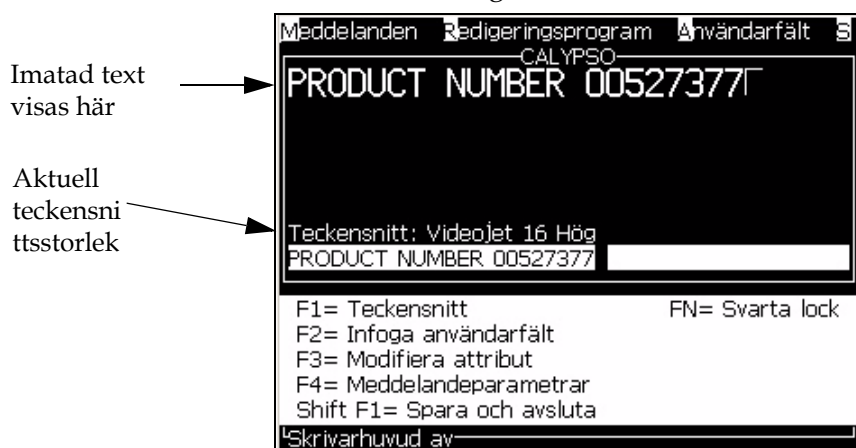 Meddelanden Redigeringsprogram Användarfält S
CALYPSO
Imatad text
visas här
PRODUCT NUMBER 00527377
Aktuell
teckensni
ttsstorlek
Teckensnitt: Videojet 16 Hög
PRODUCT NUMBER 00527377
F1= Teckensnitt FN= Svarta lock
F2= Infoga användarfält
F3= Modifiera attribut
F4= Meddelandeparametrar
Shift F1= Spara och avsluta
Skrivarhuvud av